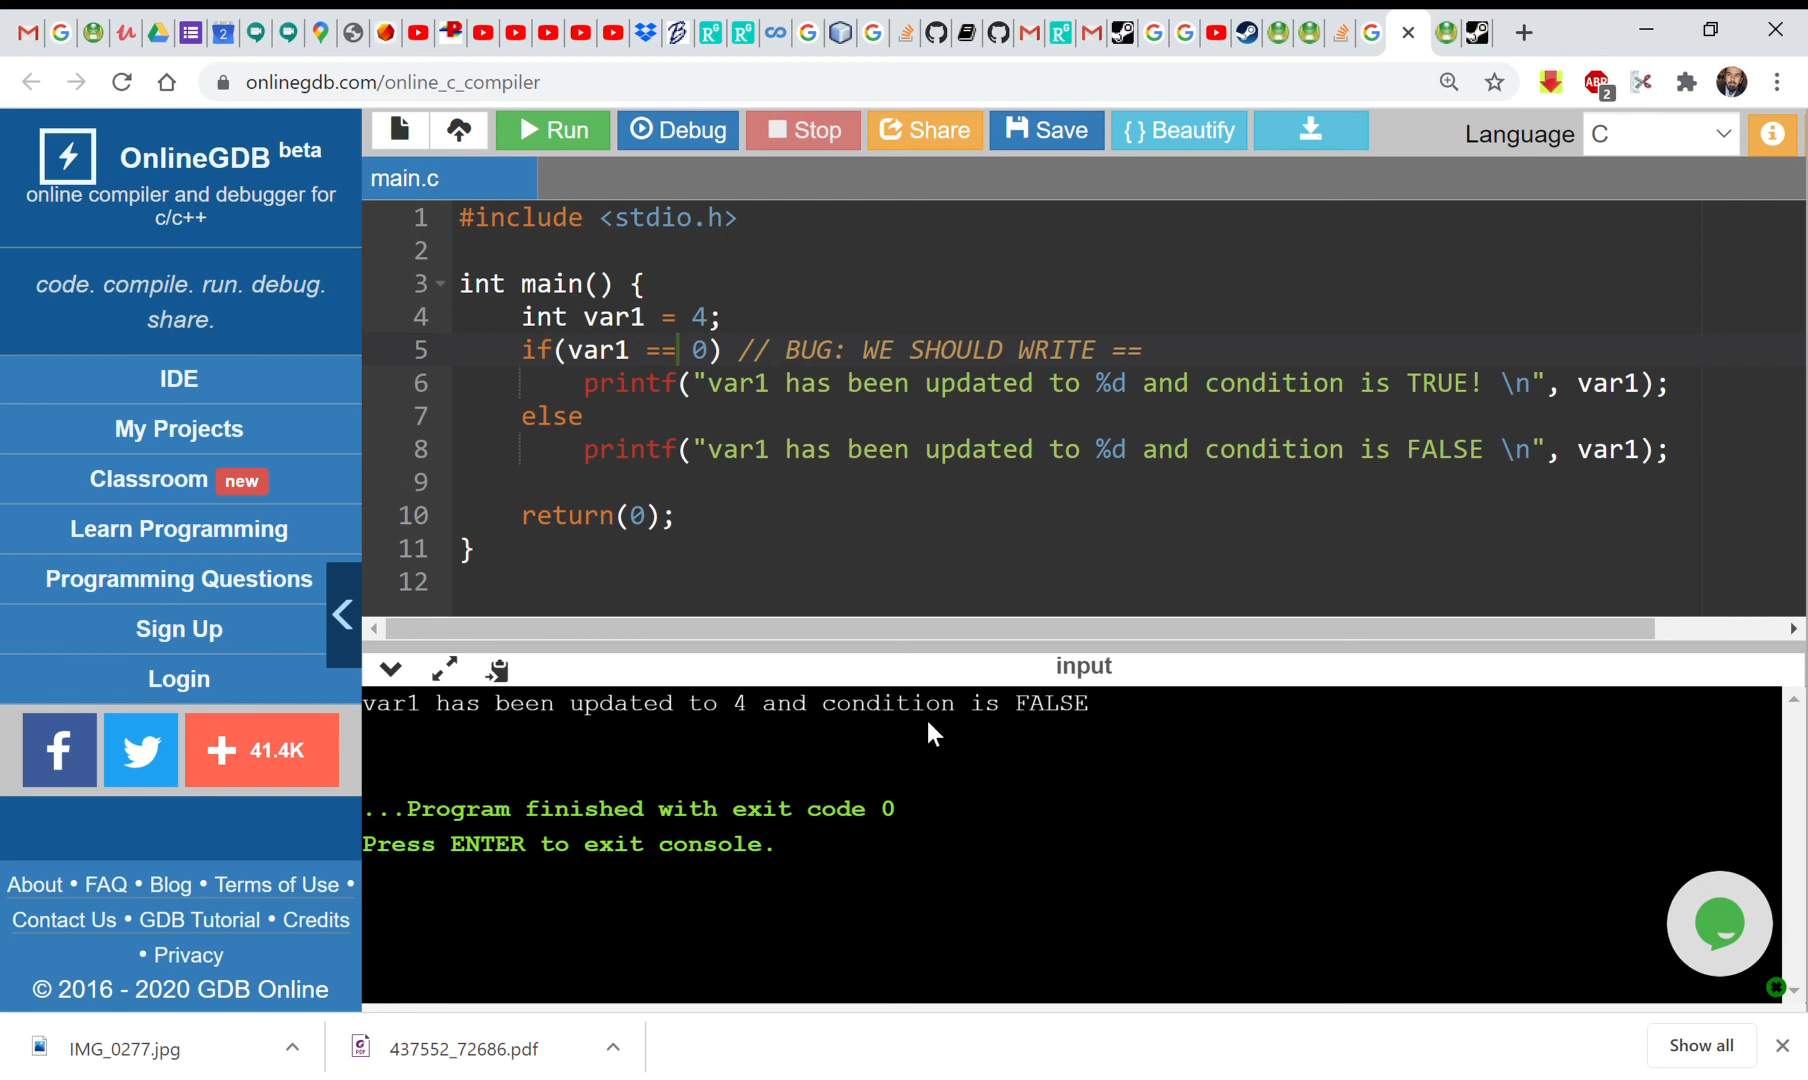 onlinegdb.com/online_c_compiler
ABP
2
OnlineGDB beta
online compiler and debugger for
c/c++
code. compile. run. debug.
share.
IDE
My Projects
Classroom new
Learn Programming
Programming Questions
Sign Up
Login
41.4K
About • FAQ • Blog • Terms of Use •
Contact Us • GDB Tutorial • Credits
• Privacy
© 2016 - 2020 GDB Online
Run
Debug
Stop
Share
Save
{ } Beautify
Language C
main.c
1 #include <stdio.h>
2
3 int main() {
4 int var1 = 4;
5 if(var1 == 0) // BUG: WE SHOULD WRITE ==
6 printf("var1 has been updated to %d and condition is TRUE! \n", var1);
7 else
8 printf("var1 has been updated to %d and condition is FALSE \n", var1);
9
10 return(0);
11 }
12
input
var1 has been updated to 4 and condition is FALSE
...Program finished with exit code 0
Press ENTER to exit console.
IMG_0277.jpg
437552_72686.pdf
Show all